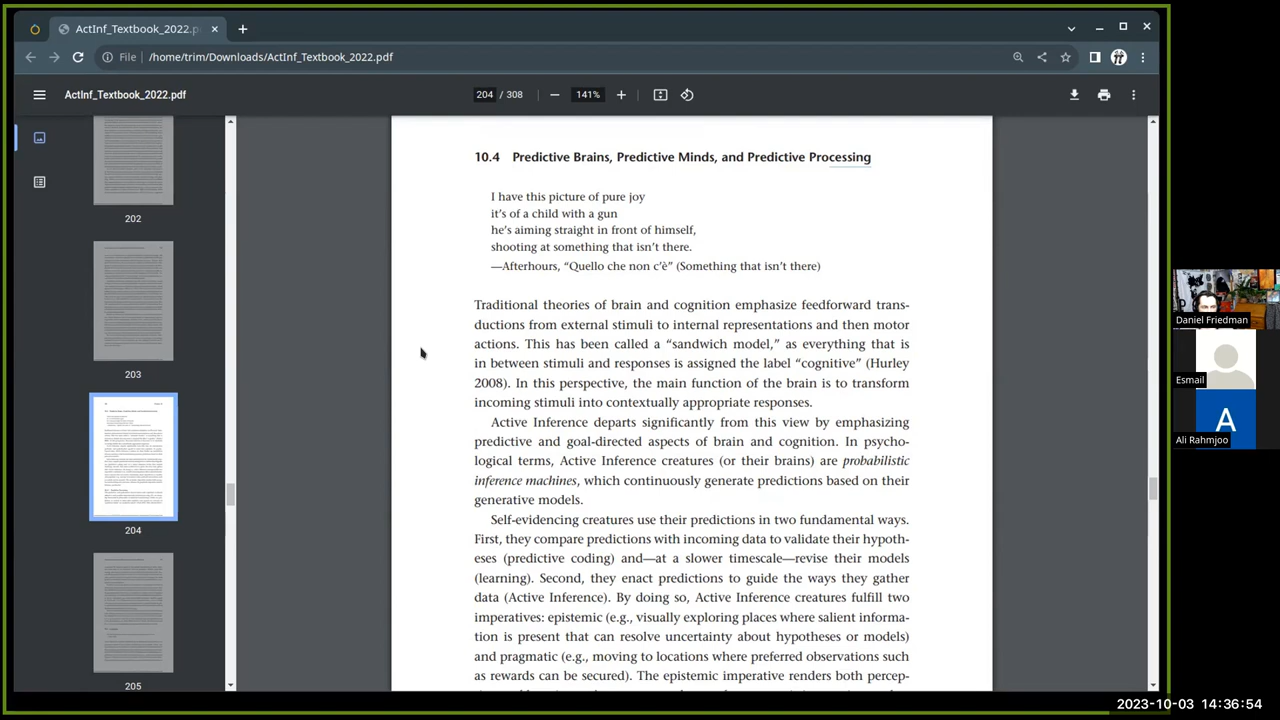 ActInf_Textbook_2022.p
File
/home/trim/Downloads/ActInf_Textbook_2022.pdf
ActInf_Textbook_2022.pdf
204 / 308
141%
202
203
204
205
10.4 Predictive Brains, Predictive Minds, and Predictive Processing
I have this picture of pure joy
it's of a child with a gun
he's aiming straight in front of himself,
shooting at something that isn't there.
—Afterhours, “Quello che non c'è” (Something that isn't there)
Traditional theories of brain and cognition emphasize feedforward trans-
ductions from external stimuli to internal representations and then motor
actions. This has been called a “sandwich model,” as everything that is
in between stimuli and responses is assigned the label “cognitive” (Hurley
2008). In this perspective, the main function of the brain is to transform
incoming stimuli into contextually appropriate responses.
Active Inference departs significantly from this view by emphasizing
predictive and goal-directed aspects of brain and cognition. In psycho-
logical terms, Active Inference creatures (or their brains) are probabilistic
inference machines, which continuously generate predictions based on their
generative models.
Self-evidencing creatures use their predictions in two fundamental ways.
First, they compare predictions with incoming data to validate their hypoth-
eses (predictive coding) and—at a slower timescale—revise their models
(learning). Second, they enact predictions to guide the ways they gather
data (Active Inference). By doing so, Active Inference creatures fulfill two
imperatives: epistemic (e.g., visually exploring places where salient informa-
tion is present that can resolve uncertainty about hypotheses or models)
and pragmatic (e.g., moving to locations where preferred observations such
as rewards can be secured). The epistemic imperative renders both percep-
Daniel Friedman
Esmail
A
Ali Rahmjoo
2023-10-03 14:36:54